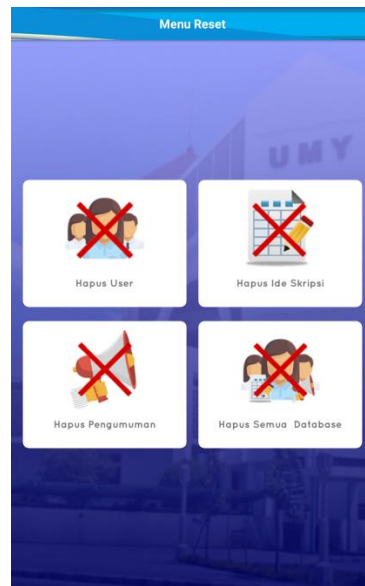 Menu Reset
UMY
Hapus User
Hapus Ide Skripsi
Hapus Pengumuman
Hapus Semua Database